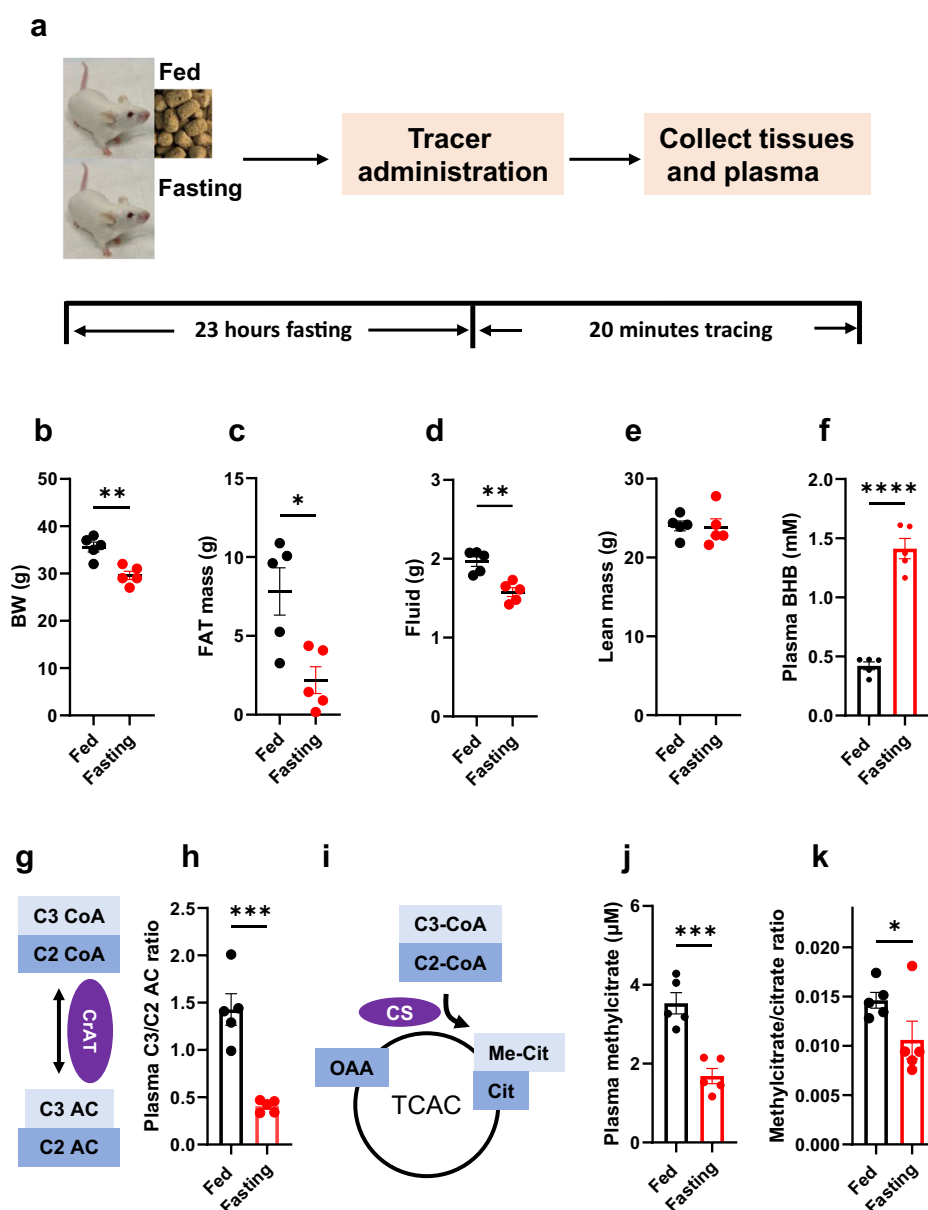 a
Fed
Fasting
Tracer
administration
Collect tissues
and plasma
23 hours fasting
20 minutes tracing
b
BW (g)
50
40
30
20
10
0
**
Fed
Fasting
c
FAT mass (g)
15
10
5
0
*
Fed
Fasting
d
Fluid (g)
3
2
1
0
**
Fed
Fasting
e
Lean mass (g)
30
20
10
0
Fed
Fasting
f
Plasma BHB (mM)
2.0
1.5
1.0
0.5
0.0
****
Fed
Fasting
g
C3 CoA
C2 CoA
CrAT
C3 AC
C2 AC
h
Plasma C3/C2 AC ratio
2.5
2.0
1.5
1.0
0.5
0.0
***
Fed
Fasting
i
C3-CoA
C2-CoA
CS
OAA
Me-Cit
Cit
TCAC
j
Plasma methylcitrate (µM)
6
4
2
0
***
Fed
Fasting
k
Methylcitrate/citrate ratio
0.020
0.015
0.010
0.005
0.000
*
Fed
Fasting